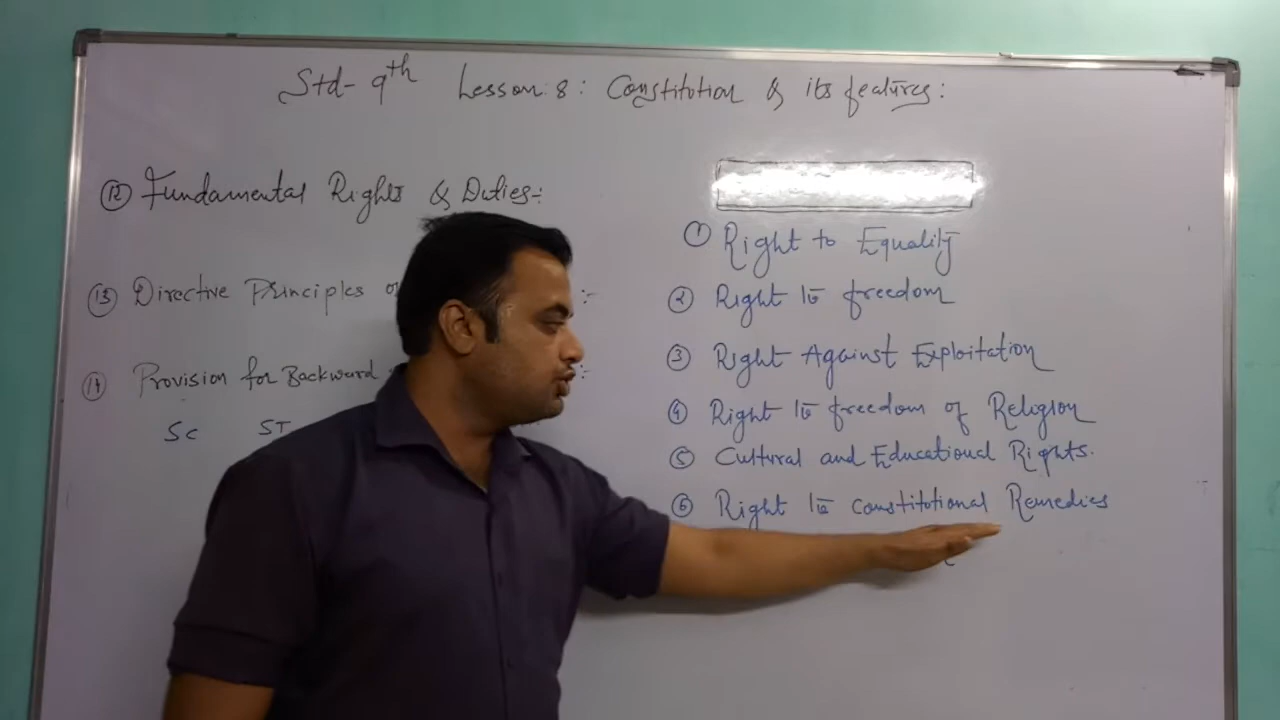 Std- 9th Lesson: 8 : Constitution & its features:
⑫ Fundamental Rights & Duties:-
⑬ Directive Principles :-
⑭ Provision for Backward :-
SC ST
① Right to Equality
② Right to freedom
③ Right Against Exploitation
④ Right to freedom of Religion
⑤ Cultural and Educational Rights.
⑥ Right to constitutional Remedies